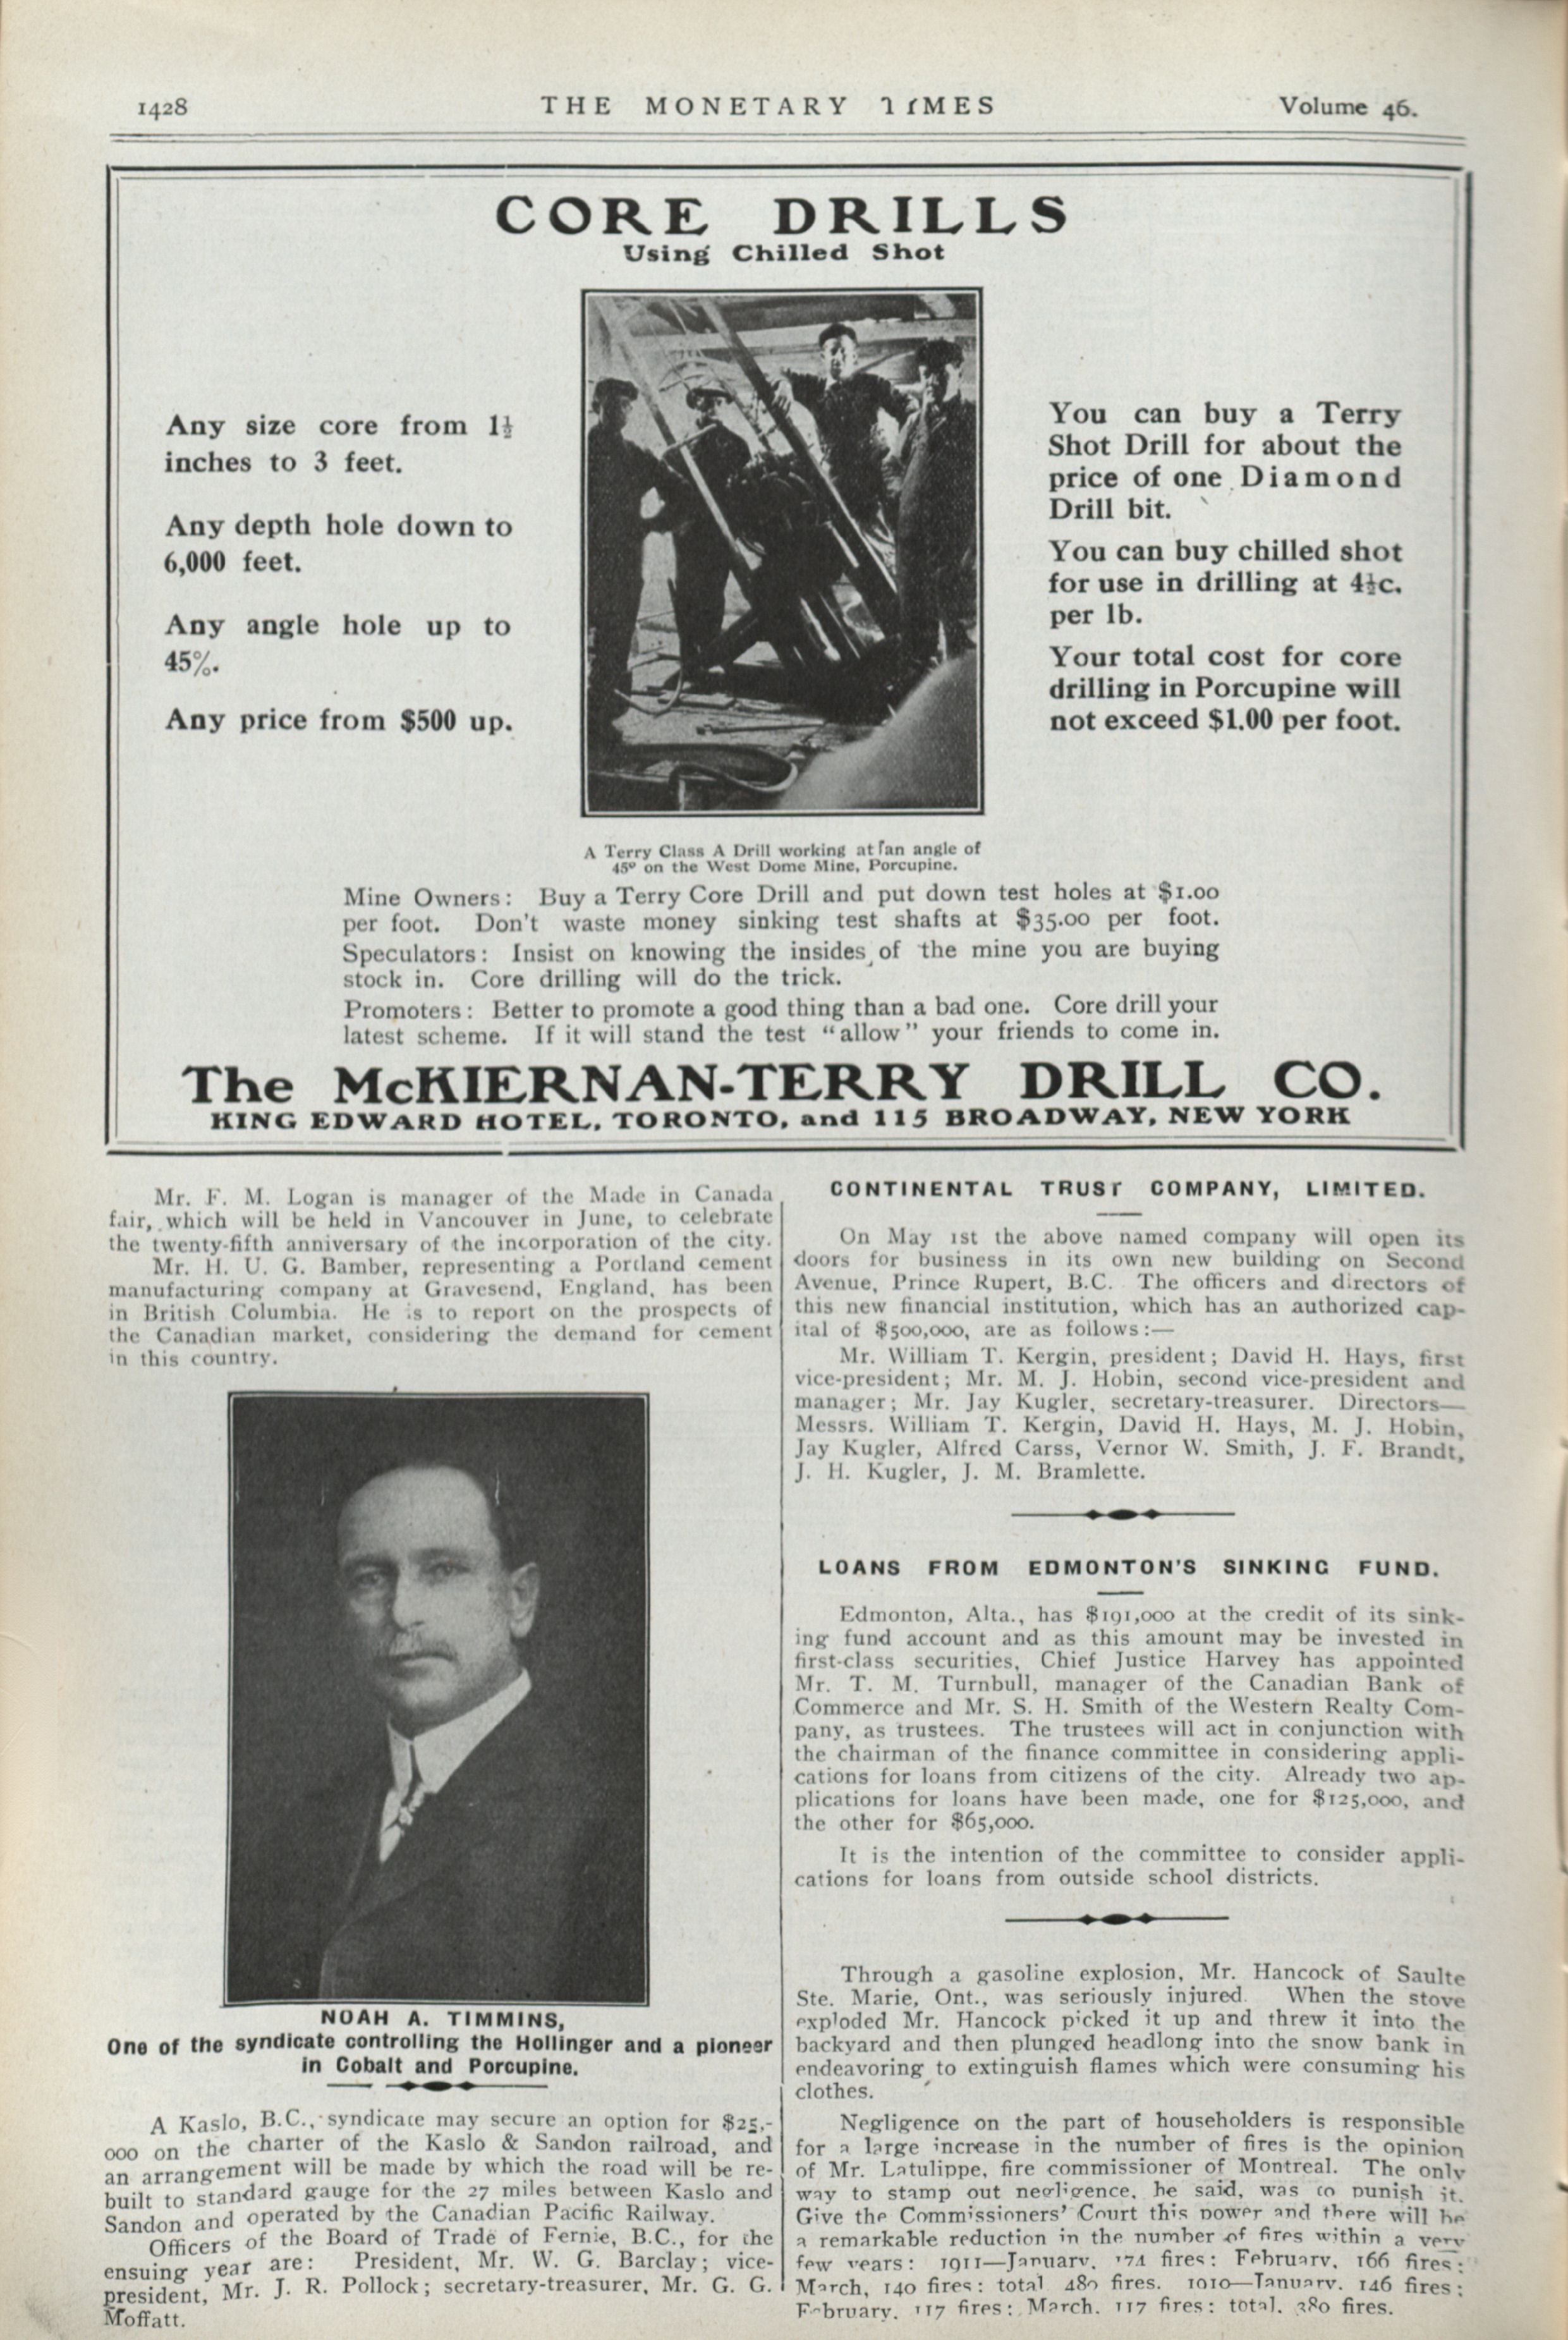 1428
THE MONETARY TIMES
Volume 46.
CORE DRILLS
Using Chilled Shot
Any size core from 1½
inches to 3 feet.
Any depth hole down to
6,000 feet.
Any angle hole up to
45%.
Any price from $500 up.
You can buy a Terry
Shot Drill for about the
price of one Diamond
Drill bit.
You can buy chilled shot
for use in drilling at 4½c.
per lb.
Your total cost for core
drilling in Porcupine will
not exceed $1.00 per foot.
A Terry Class A Drill working at an angle of
45° on the West Dome Mine, Porcupine.
Mine Owners: Buy a Terry Core Drill and put down test holes at $1.00
per foot. Don't waste money sinking test shafts at $35.00 per foot.
Speculators: Insist on knowing the insides of the mine you are buying
stock in. Core drilling will do the trick.
Promoters: Better to promote a good thing than a bad one. Core drill your
latest scheme. If it will stand the test "allow" your friends to come in.
The McKIERNAN-TERRY DRILL CO.
KING EDWARD HOTEL, TORONTO, and 115 BROADWAY, NEW YORK
Mr. F. M. Logan is manager of the Made in Canada
fair, which will be held in Vancouver in June, to celebrate
the twenty-fifth anniversary of the incorporation of the city.
Mr. H. U. G. Bamber, representing a Portland cement
manufacturing company at Gravesend, England, has been
in British Columbia. He is to report on the prospects of
the Canadian market, considering the demand for cement
in this country.
NOAH A. TIMMINS,
One of the syndicate controlling the Hollinger and a pioneer
in Cobalt and Porcupine.
A Kaslo, B.C., syndicate may secure an option for $25,-
000 on the charter of the Kaslo & Sandon railroad, and
an arrangement will be made by which the road will be re-
built to standard gauge for the 27 miles between Kaslo and
Sandon and operated by the Canadian Pacific Railway.
Officers of the Board of Trade of Fernie, B.C., for the
ensuing year are: President, Mr. W. G. Barclay; vice-
president, Mr. J. R. Pollock; secretary-treasurer, Mr. G. G.
Moffatt.
CONTINENTAL TRUST COMPANY, LIMITED.
On May 1st the above named company will open its
doors for business in its own new building on Second
Avenue, Prince Rupert, B.C. The officers and directors of
this new financial institution, which has an authorized cap-
ital of $500,000, are as follows:—
Mr. William T. Kergin, president; David H. Hays, first
vice-president; Mr. M. J. Hobin, second vice-president and
manager; Mr. Jay Kugler, secretary-treasurer. Directors—
Messrs. William T. Kergin, David H. Hays, M. J. Hobin,
Jay Kugler, Alfred Carss, Vernor W. Smith, J. F. Brandt,
J. H. Kugler, J. M. Bramlette.
LOANS FROM EDMONTON'S SINKING FUND.
Edmonton, Alta., has $191,000 at the credit of its sink-
ing fund account and as this amount may be invested in
first-class securities, Chief Justice Harvey has appointed
Mr. T. M. Turnbull, manager of the Canadian Bank of
Commerce and Mr. S. H. Smith of the Western Realty Com-
pany, as trustees. The trustees will act in conjunction with
the chairman of the finance committee in considering appli-
cations for loans from citizens of the city. Already two ap-
plications for loans have been made, one for $125,000, and
the other for $65,000.
It is the intention of the committee to consider appli-
cations for loans from outside school districts.
Through a gasoline explosion, Mr. Hancock of Saulte
Ste. Marie, Ont., was seriously injured. When the stove
exploded Mr. Hancock picked it up and threw it into the
backyard and then plunged headlong into the snow bank in
endeavoring to extinguish flames which were consuming his
clothes.
Negligence on the part of householders is responsible
for a large increase in the number of fires is the opinion
of Mr. Latulippe, fire commissioner of Montreal. The only
way to stamp out negligence, he said, was to punish it.
Give the Commissioners' Court this power and there will be
a remarkable reduction in the number of fires within a very
few years: 1911—January, 174 fires; February, 166 fires;
March, 140 fires; total 480 fires. 1910—January, 146 fires;
February, 117 fires; March, 117 fires; total, 380 fires.